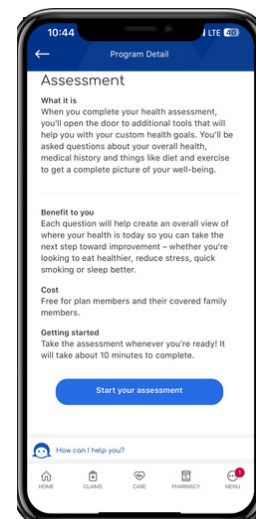 10:44
LTE 40
Program Detail
Assessment
What it is
When you complete your health assessment,
you'll open the door to additional tools that will
help you with your custom health goals. You'll be
asked questions about your overall health,
medical history and things like diet and exercise
to get a complete picture of your well-being.
Benefit to you
Each question will help create an overall view of
where your health is today so you can take the
next step toward improvement – whether you're
looking to eat healthier, reduce stress, quick
smoking or sleep better.
Cost
Free for plan members and their covered family
members.
Getting started
Take the assessment whenever you're ready! It
will take about 10 minutes to complete.
Start your assessment
How can I help you?
HOME CLAIMS CARE PHARMACY MENU